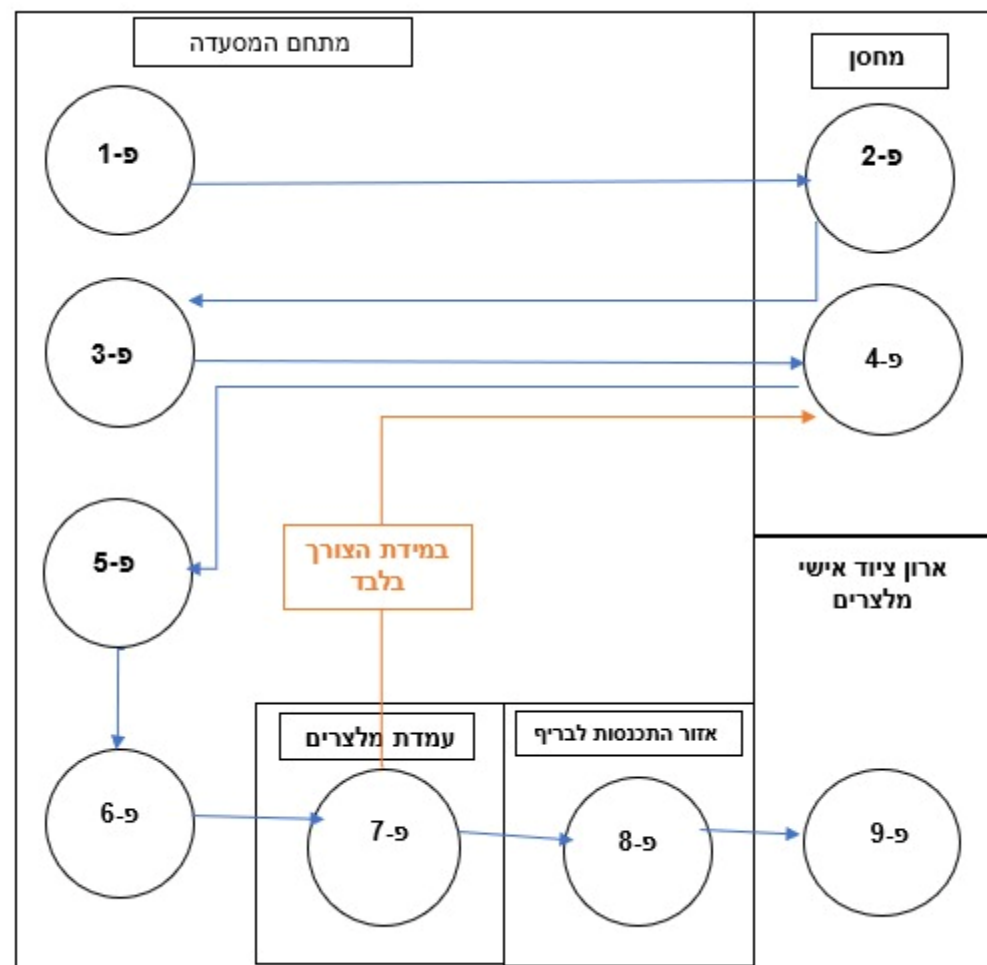 מתחם המסעדה
מחסן
פ-1
פ-2
פ-3
פ-4
במידת הצורך
בלבד
פ-5
ארון ציוד אישי
מלצרים
עמדת מלצרים
אזור התכנסות לבריף
פ-6
פ-7
פ-8
פ-9